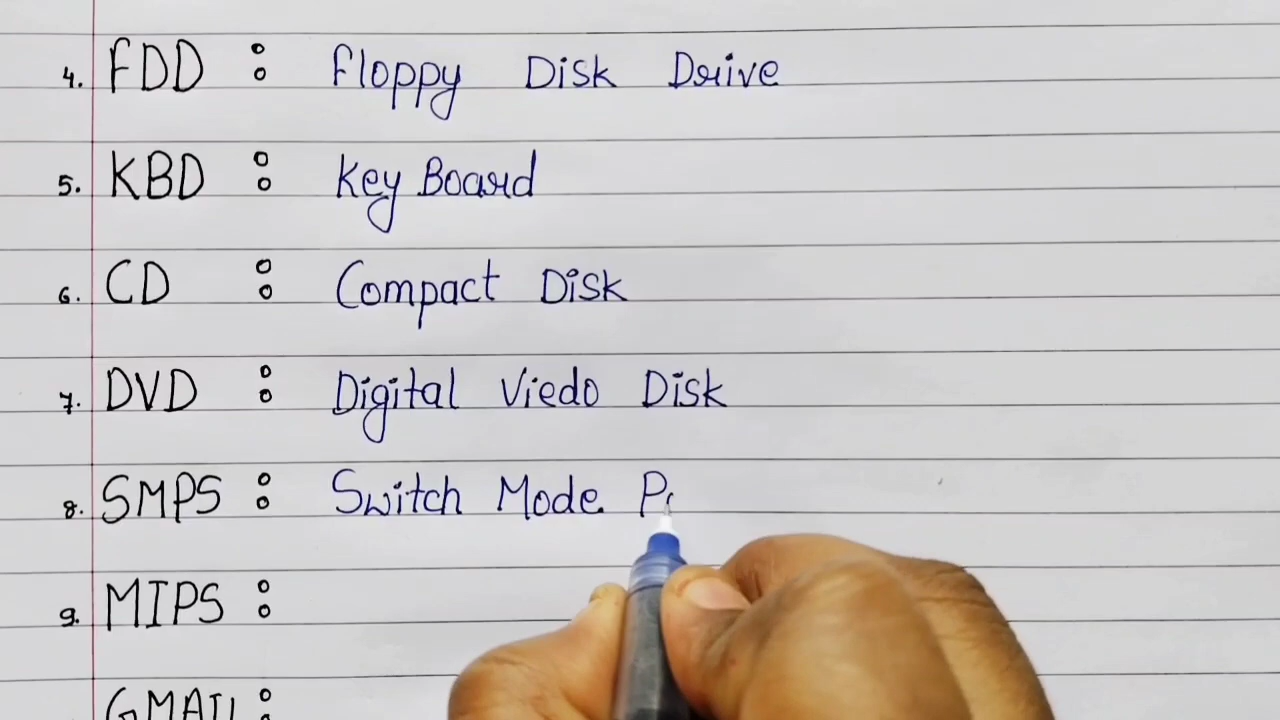 4. FDD : Floppy Disk Drive
5. KBD : Key Board
6. CD : Compact Disk
7. DVD : Digital Viedo Disk
8. SMPS : Switch Mode P
9. MIPS :
GMAIL :